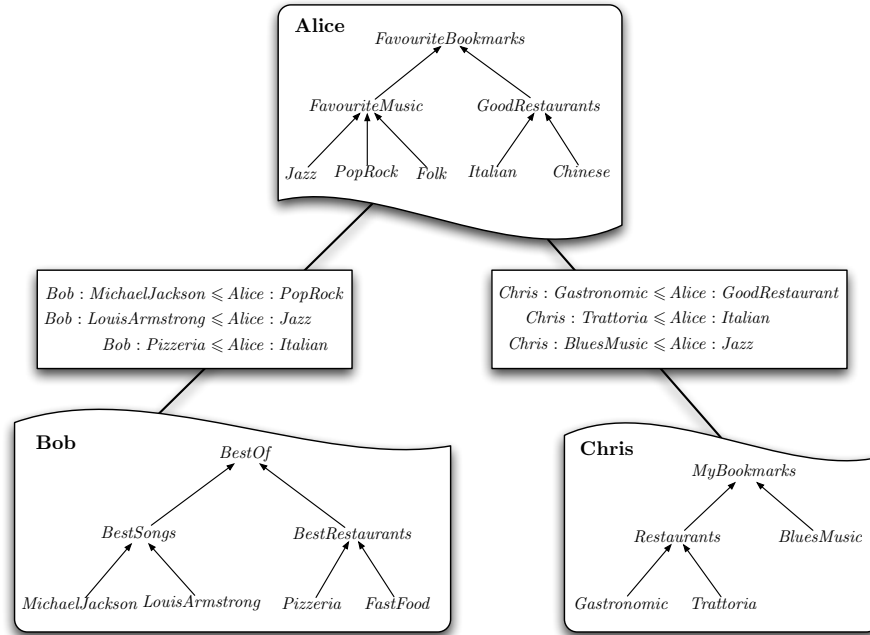 Alice
FavouriteBookmarks
FavouriteMusic GoodRestaurants
Jazz PopRock Folk Italian Chinese
Bob : MichaelJackson ⩽ Alice : PopRock
Bob : LouisArmstrong ⩽ Alice : Jazz
Bob : Pizzeria ⩽ Alice : Italian
Chris : Gastronomic ⩽ Alice : GoodRestaurant
Chris : Trattoria ⩽ Alice : Italian
Chris : BluesMusic ⩽ Alice : Jazz
Bob
BestOf
BestSongs BestRestaurants
MichaelJackson LouisArmstrong Pizzeria FastFood
Chris
MyBookmarks
Restaurants BluesMusic
Gastronomic Trattoria